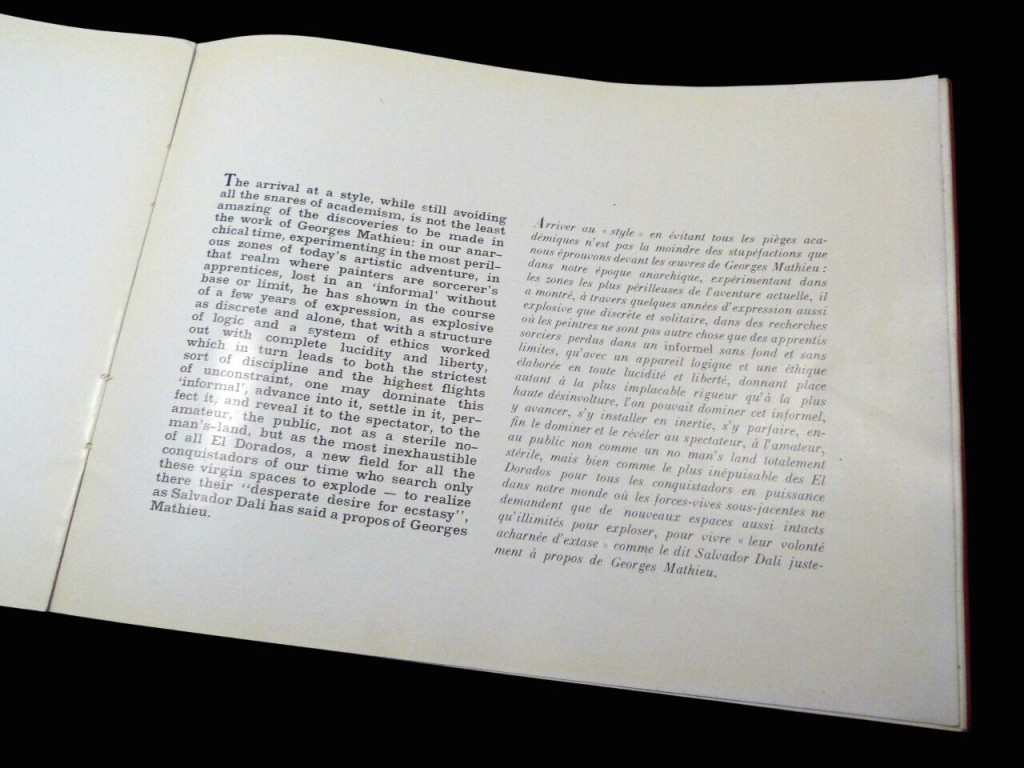 The arrival at a style, while still avoiding
all the snares of academism, is not the least
amazing of the discoveries to be made in
the work of Georges Mathieu: in our anar-
chical time, experimenting in the most peril-
ous zones of today's artistic adventure, in
that realm where painters are sorcerer's
apprentices, lost in an 'informal' without
base or limit, he has shown in the course
of a few years of expression, as explosive
as discrete and alone, that with a structure
of logic and a system of ethics worked
out with complete lucidity and liberty,
which in turn leads to both the strictest
sort of discipline and the highest flights
of unconstraint, one may dominate this
'informal', advance into it, settle in it, per-
fect it, and reveal it to the spectator, to the
amateur, the public, not as a sterile no-
man's-land, but as the most inexhaustible
of all El Dorados, a new field for all the
conquistadors of our time who search only
these virgin spaces to explode — to realize
there their "desperate desire for ecstasy",
as Salvador Dali has said a propos of Georges
Mathieu.
Arriver au « style » en évitant tous les pièges aca-
démiques n'est pas la moindre des stupéfactions que
nous éprouvons devant les œuvres de Georges Mathieu :
dans notre époque anarchique, expérimentant dans
les zones les plus périlleuses de l'aventure actuelle, il
a montré, à travers quelques années d'expression aussi
explosive que discrète et solitaire, dans des recherches
où les peintres ne sont pas autre chose que des apprentis
sorciers perdus dans un informel sans fond et sans
limites, qu'avec un appareil logique et une éthique
élaborée en toute lucidité et liberté, donnant place
autant à la plus implacable rigueur qu'à la plus
haute désinvolture, l'on pouvait dominer cet informel,
y avancer, s'y installer en inertie, s'y parfaire, en-
fin le dominer et le révéler au spectateur, à l'amateur,
au public non comme un no man's land totalement
stérile, mais bien comme le plus inépuisable des El
Dorados pour tous les conquistadors en puissance
dans notre monde où les forces-vives sous-jacentes ne
demandent que de nouveaux espaces aussi intacts
qu'illimités pour exploser, pour vivre « leur volonté
acharnée d'extase » comme le dit Salvador Dali juste-
ment à propos de Georges Mathieu.